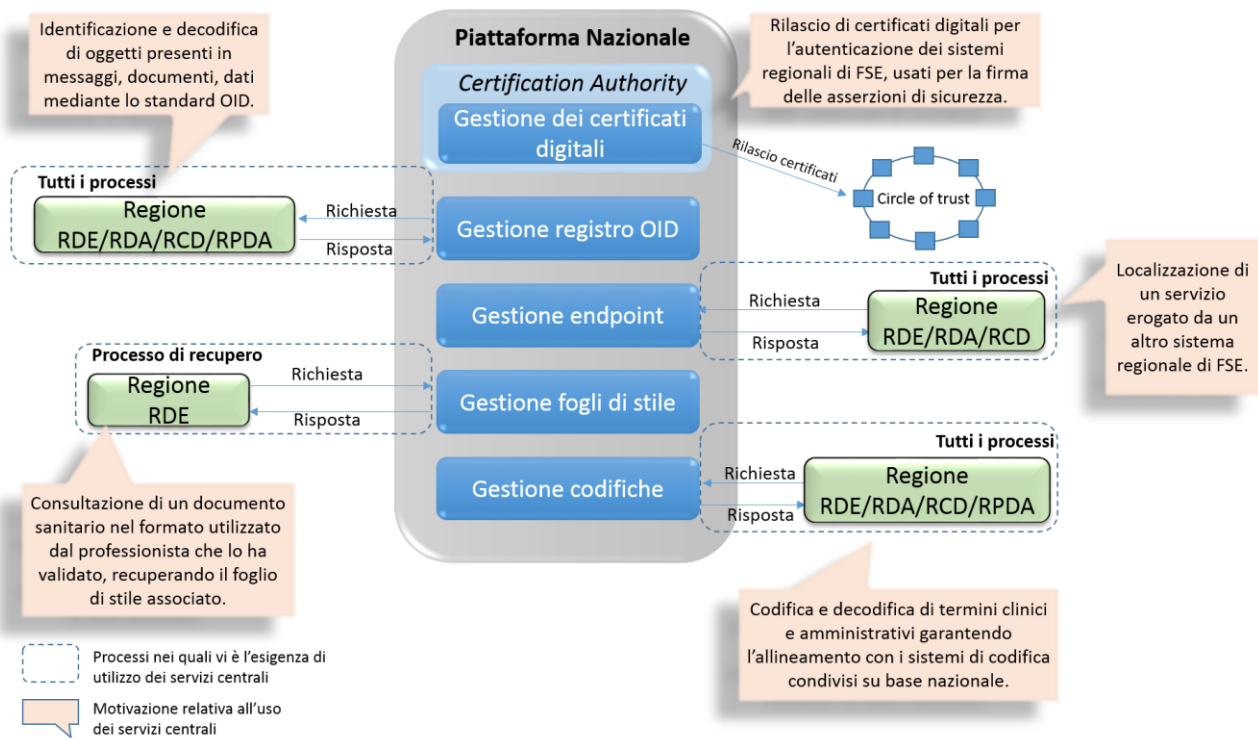 Identificazione e decodifica
di oggetti presenti in
messaggi, documenti, dati
mediante lo standard OID.
Piattaforma Nazionale
Certification Authority
Gestione dei certificati
digitali
Rilascio di certificati digitali per
l'autenticazione dei sistemi
regionali di FSE, usati per la firma
delle asserzioni di sicurezza.
Rilascio certificati
Circle of trust
Tutti i processi
Regione
RDE/RDA/RCD/RPDA
Richiesta
Risposta
Gestione registro OID
Gestione endpoint
Richiesta
Risposta
Tutti i processi
Regione
RDE/RDA/RCD
Localizzazione di
un servizio
erogato da un
altro sistema
regionale di FSE.
Processo di recupero
Regione
RDE
Richiesta
Risposta
Gestione fogli di stile
Gestione codifiche
Richiesta
Risposta
Tutti i processi
Regione
RDE/RDA/RCD/RPDA
Consultazione di un documento
sanitario nel formato utilizzato
dal professionista che lo ha
validato, recuperando il foglio
di stile associato.
Codifica e decodifica di termini clinici
e amministrativi garantendo
l'allineamento con i sistemi di codifica
condivisi su base nazionale.
Processi nei quali vi è l'esigenza di
utilizzo dei servizi centrali
Motivazione relativa all'uso
dei servizi centrali